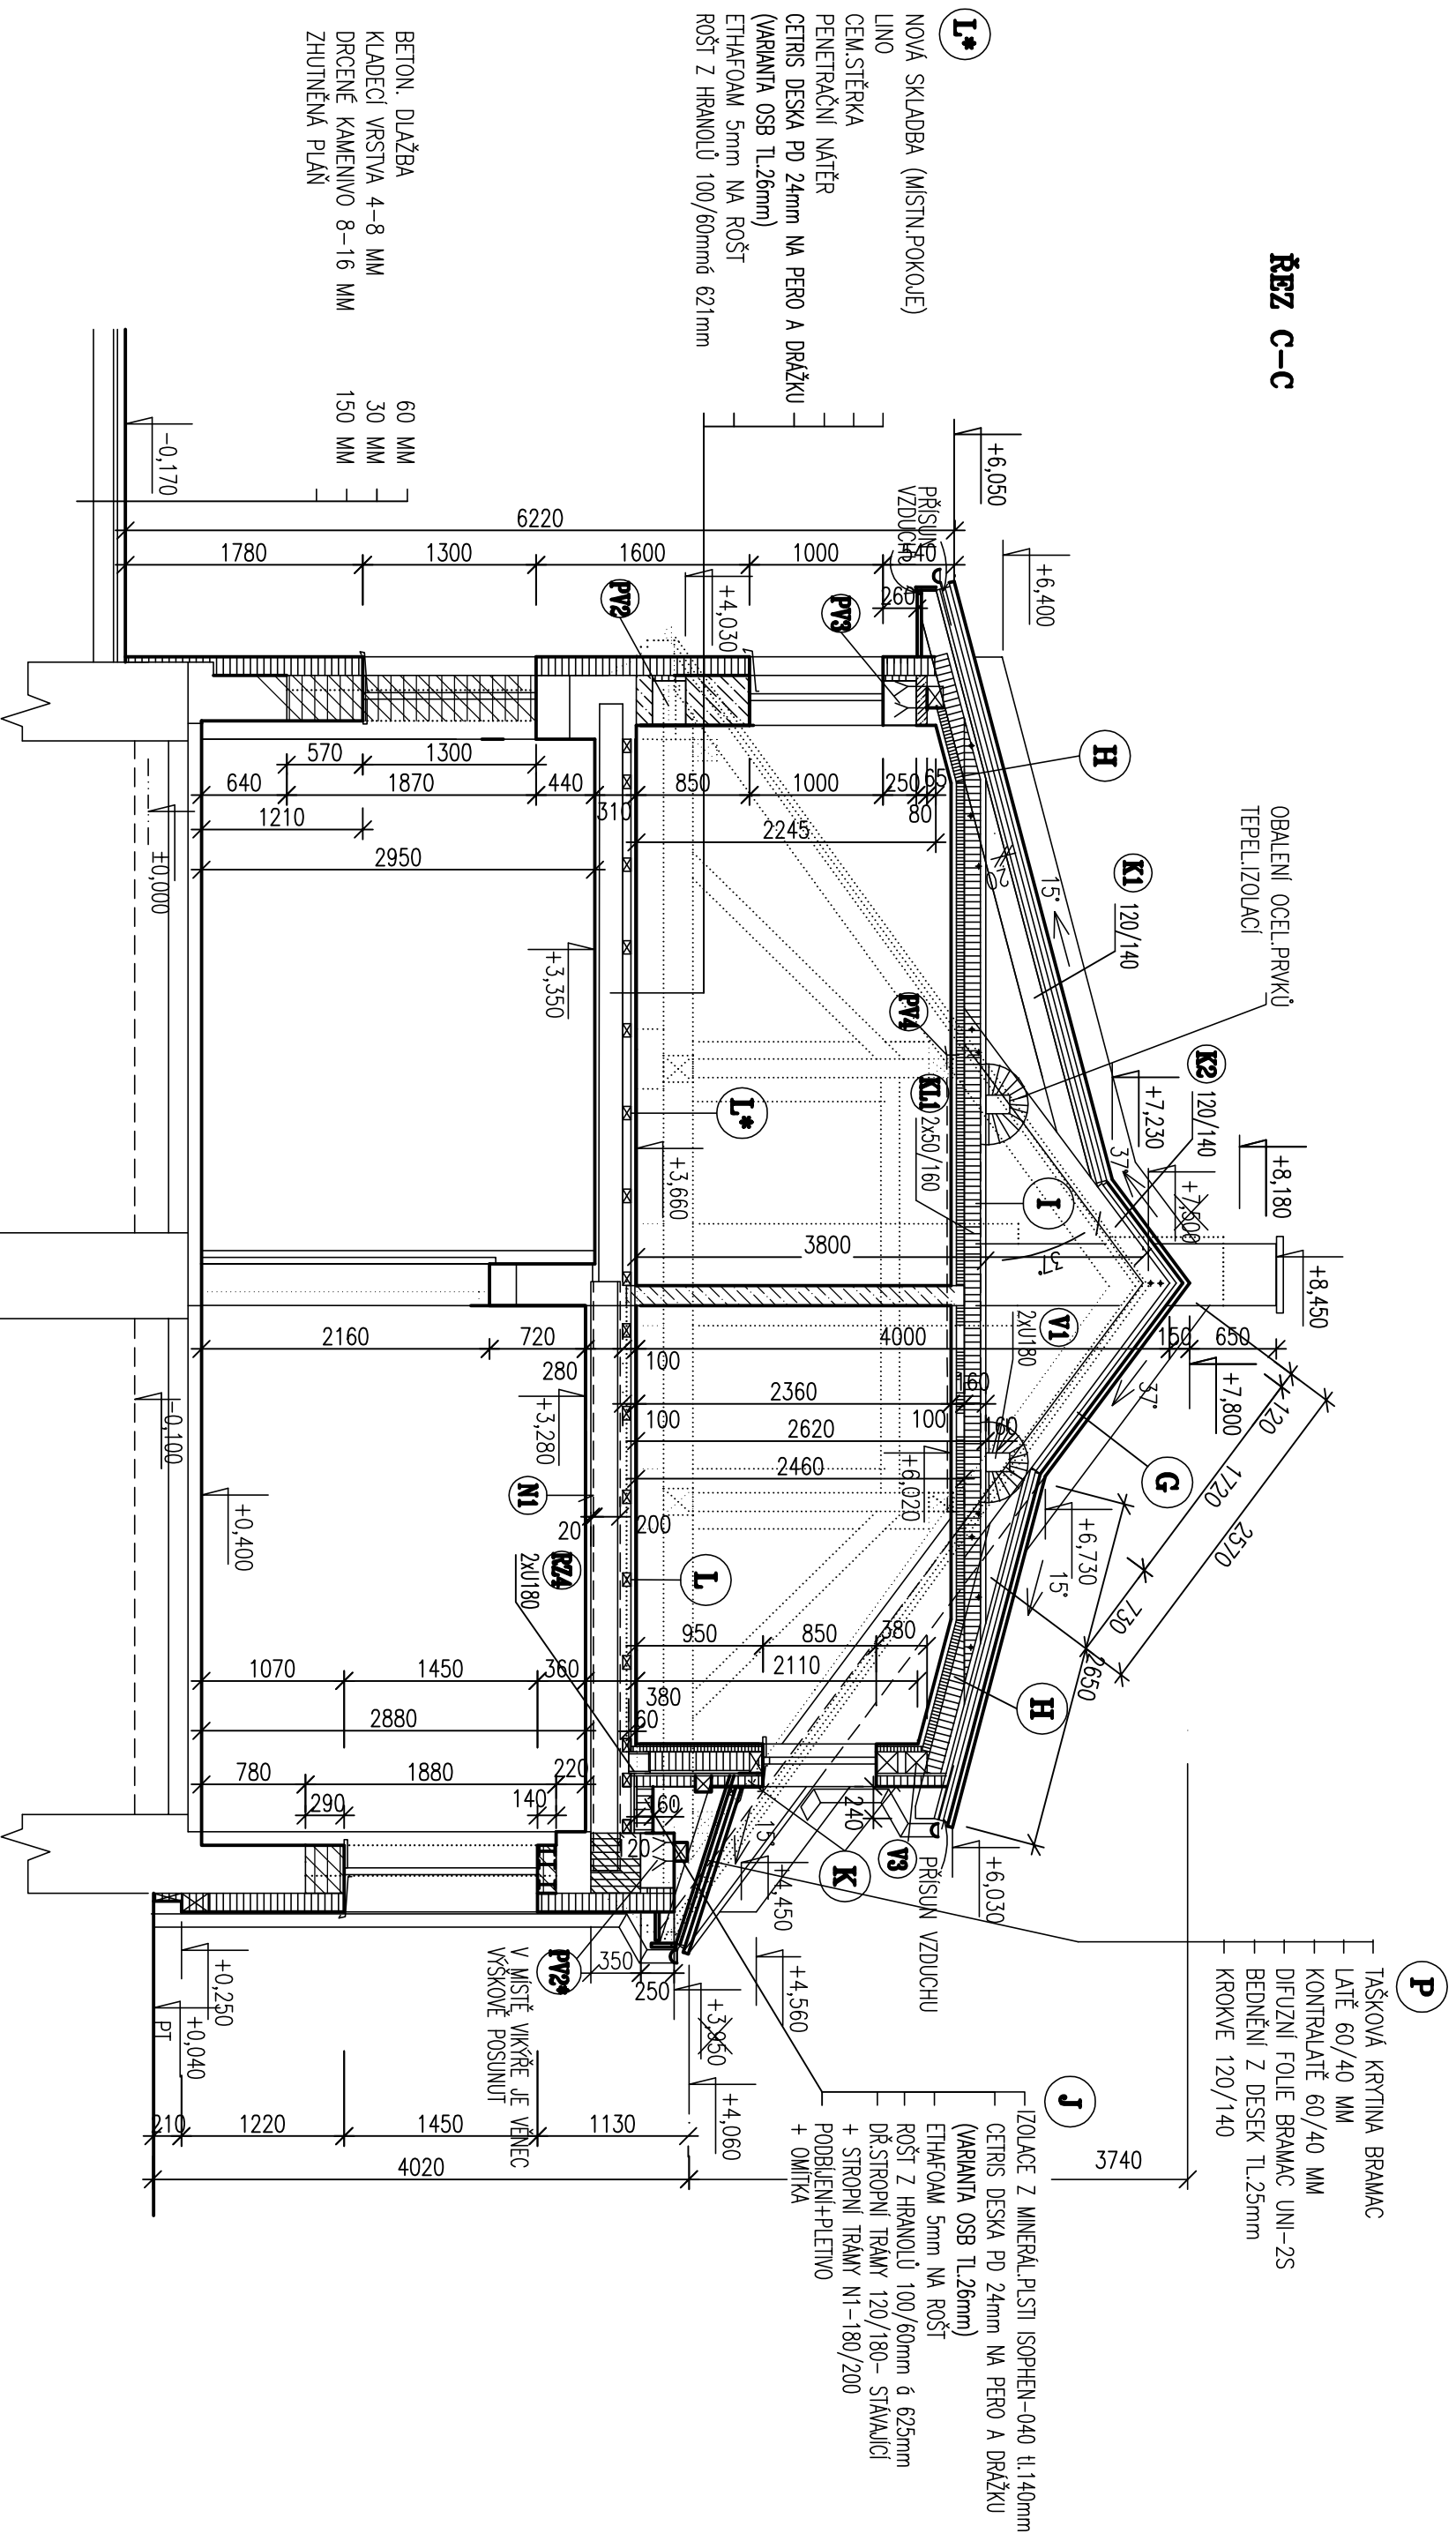 ŘEZ C-C
L*
NOVÁ SKLADBA (MÍSTN.POKOJE)
LINO
CEM.STĚRKA
PENETRAČNÍ NÁTĚR
CETRIS DESKA PD 24mm NA PERO A DRÁŽKU
(VARIANTA OSB TL.26mm)
ETHAFOAM 5mm NA ROŠT
ROŠT Z HRANOLŮ 100/60mmá 621mm
BETON. DLAŽBA 60 MM
KLADECÍ VRSTVA 4-8 MM 30 MM
DRCENÉ KAMENIVO 8-16 MM 150 MM
ZHUTNĚNÁ PLÁŇ
-0,170
+6,050
PŘÍSUN
VZDUCHU
+6,400
6220
1780
1300
1600
1000
540
260
PV2
+4,030
PV3
H
570
1300
640
1870
440
310
850
1000
250
65
80
1210
2245
2950
±0,000
+3,350
20
15°
K1
120/140
OBALENÍ OCEL.PRVKŮ
TEPEL.IZOLACÍ
PV4
KL1
2x50/160
L*
+3,660
I
K2
120/140
+7,230
37°
+7,500
+8,180
+8,450
3800
37°
V1
2xU180
2160
720
280
100
4000
160
150
650
+7,800
37°
2360
100
100
160
2620
2460
+6,020
+3,280
-0,100
+0,400
N1
20
200
RZ4
2xU180
L
G
120
1720
2570
730
2650
+6,730
15°
950
850
380
2110
380
60
H
1070
1450
360
2880
780
1880
220
290
140
160
20
240
15°
K
V3
PŘÍSUN VZDUCHU
+6,030
+4,450
+4,560
PV2*
350
250
+3,950
+4,060
V MÍSTĚ VIKÝŘE JE VĚNEC
VÝŠKOVĚ POSUNUT
+0,250
+0,040
PT
210
1220
1450
1130
4020
3740
P
TAŠKOVÁ KRYTINA BRAMAC
LATĚ 60/40 MM
KONTRALATĚ 60/40 MM
DIFUZNÍ FOLIE BRAMAC UNI-2S
BEDNĚNÍ Z DESEK TL.25mm
KROKVE 120/140
J
IZOLACE Z MINERÁL.PLSTI ISOPHEN-040 tl.140mm
CETRIS DESKA PD 24mm NA PERO A DRÁŽKU
(VARIANTA OSB TL.26mm)
ETHAFOAM 5mm NA ROŠT
ROŠT Z HRANOLŮ 100/60mm á 625mm
DŘ.STROPNÍ TRÁMY 120/180- STÁVAJÍCÍ
+ STROPNÍ TRÁMY N1-180/200
PODBIJENÍ+PLETIVO
+ OMÍTKA